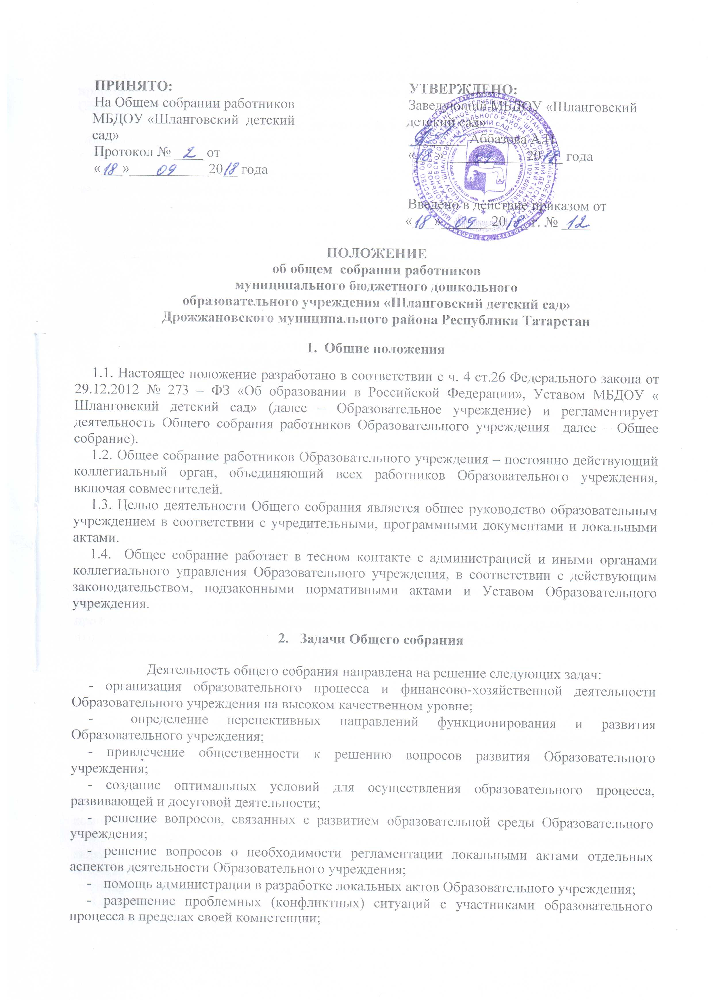 ПРИНЯТО:
На Общем собрании работников
МБДОУ «Шланговский  детский
сад»
Протокол № 2 от
«18» 09 2018 года
УТВЕРЖДЕНО:
Заведующий МБДОУ «Шланговский
детский сад»
Аббазова А.Н.
«18» 09 2018 года
Введено в действие приказом от
«18» 09 2018 г. № 12
ПОЛОЖЕНИЕ
об общем  собрании работников
муниципального бюджетного дошкольного
образовательного учреждения «Шланговский детский сад»
Дрожжановского муниципального района Республики Татарстан
1.  Общие положения
1.1. Настоящее положение разработано в соответствии с ч. 4 ст.26 Федерального закона от
29.12.2012 № 273 – ФЗ «Об образовании в Российской Федерации», Уставом МБДОУ «
Шланговский детский сад» (далее – Образовательное учреждение) и регламентирует
деятельность Общего собрания работников Образовательного учреждения  далее – Общее
собрание).
1.2. Общее собрание работников Образовательного учреждения – постоянно действующий
коллегиальный орган, объединяющий всех работников Образовательного учреждения,
включая совместителей.
1.3. Целью деятельности Общего собрания является общее руководство образовательным
учреждением в соответствии с учредительными, программными документами и локальными
актами.
1.4.  Общее собрание работает в тесном контакте с администрацией и иными органами
коллегиального управления Образовательного учреждения, в соответствии с действующим
законодательством, подзаконными нормативными актами и Уставом Образовательного
учреждения.
2.   Задачи Общего собрания
Деятельность общего собрания направлена на решение следующих задач:
- организация образовательного процесса и финансово-хозяйственной деятельности
Образовательного учреждения на высоком качественном уровне;
- определение перспективных направлений функционирования и развития
Образовательного учреждения;
- привлечение общественности к решению вопросов развития Образовательного
учреждения;
- создание оптимальных условий для осуществления образовательного процесса,
развивающей и досуговой деятельности;
- решение вопросов, связанных с развитием образовательной среды Образовательного
учреждения;
- решение вопросов о необходимости регламентации локальными актами отдельных
аспектов деятельности Образовательного учреждения;
- помощь администрации в разработке локальных актов Образовательного учреждения;
- разрешение проблемных (конфликтных) ситуаций с участниками образовательного
процесса в пределах своей компетенции;